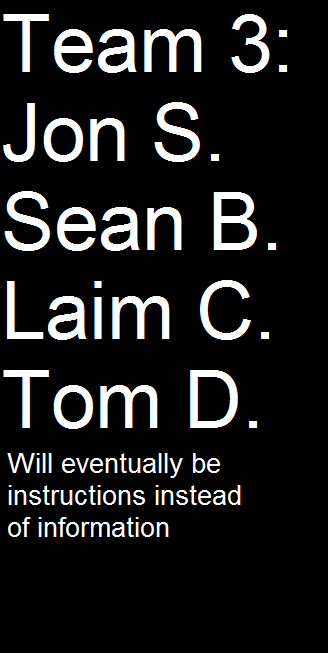 Team 3:
Jon S.
Sean B.
Laim C.
Tom D.
Will eventually be
instructions instead
of information